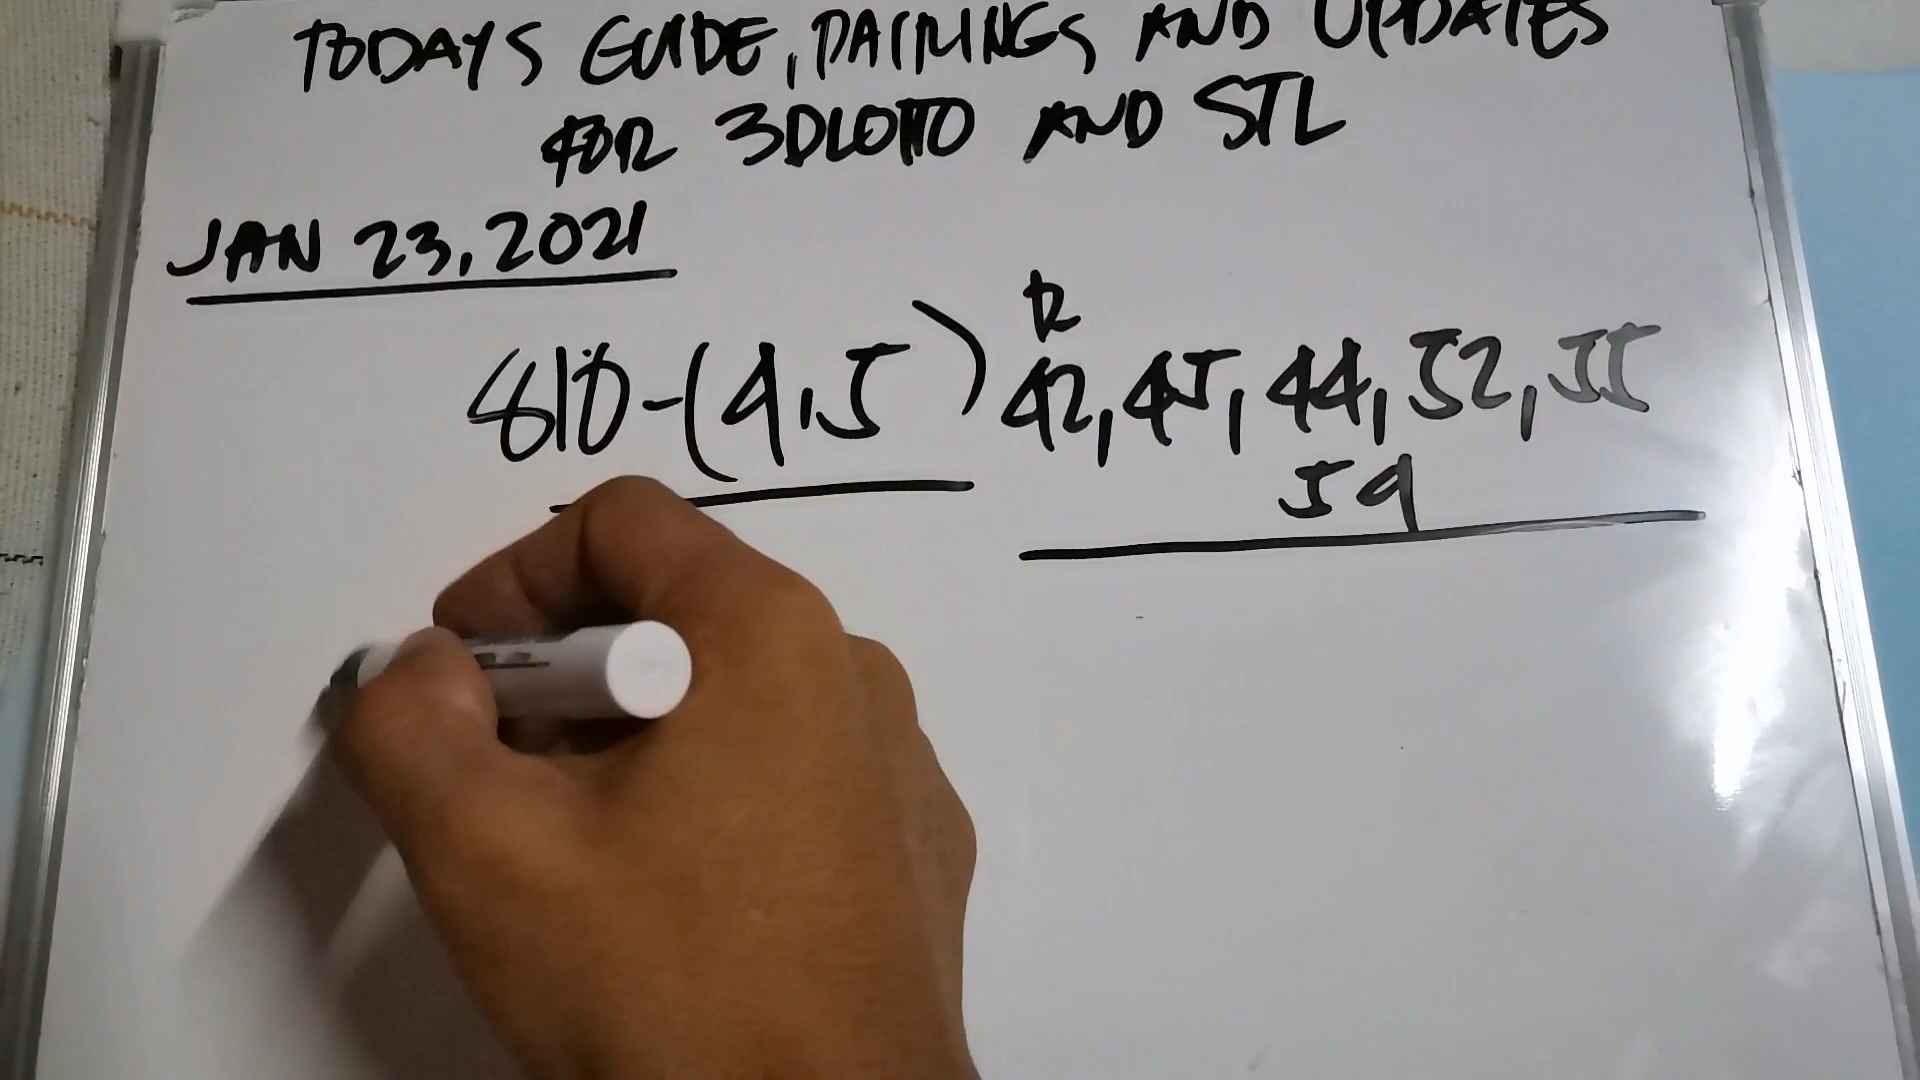 TODAYS GUIDE, PAIRINGS AND UPDATES
FOR 3DLOTTO AND STL
JAN 23, 2021
R
810-(4,5) 42, 45, 44, 52, 55
59